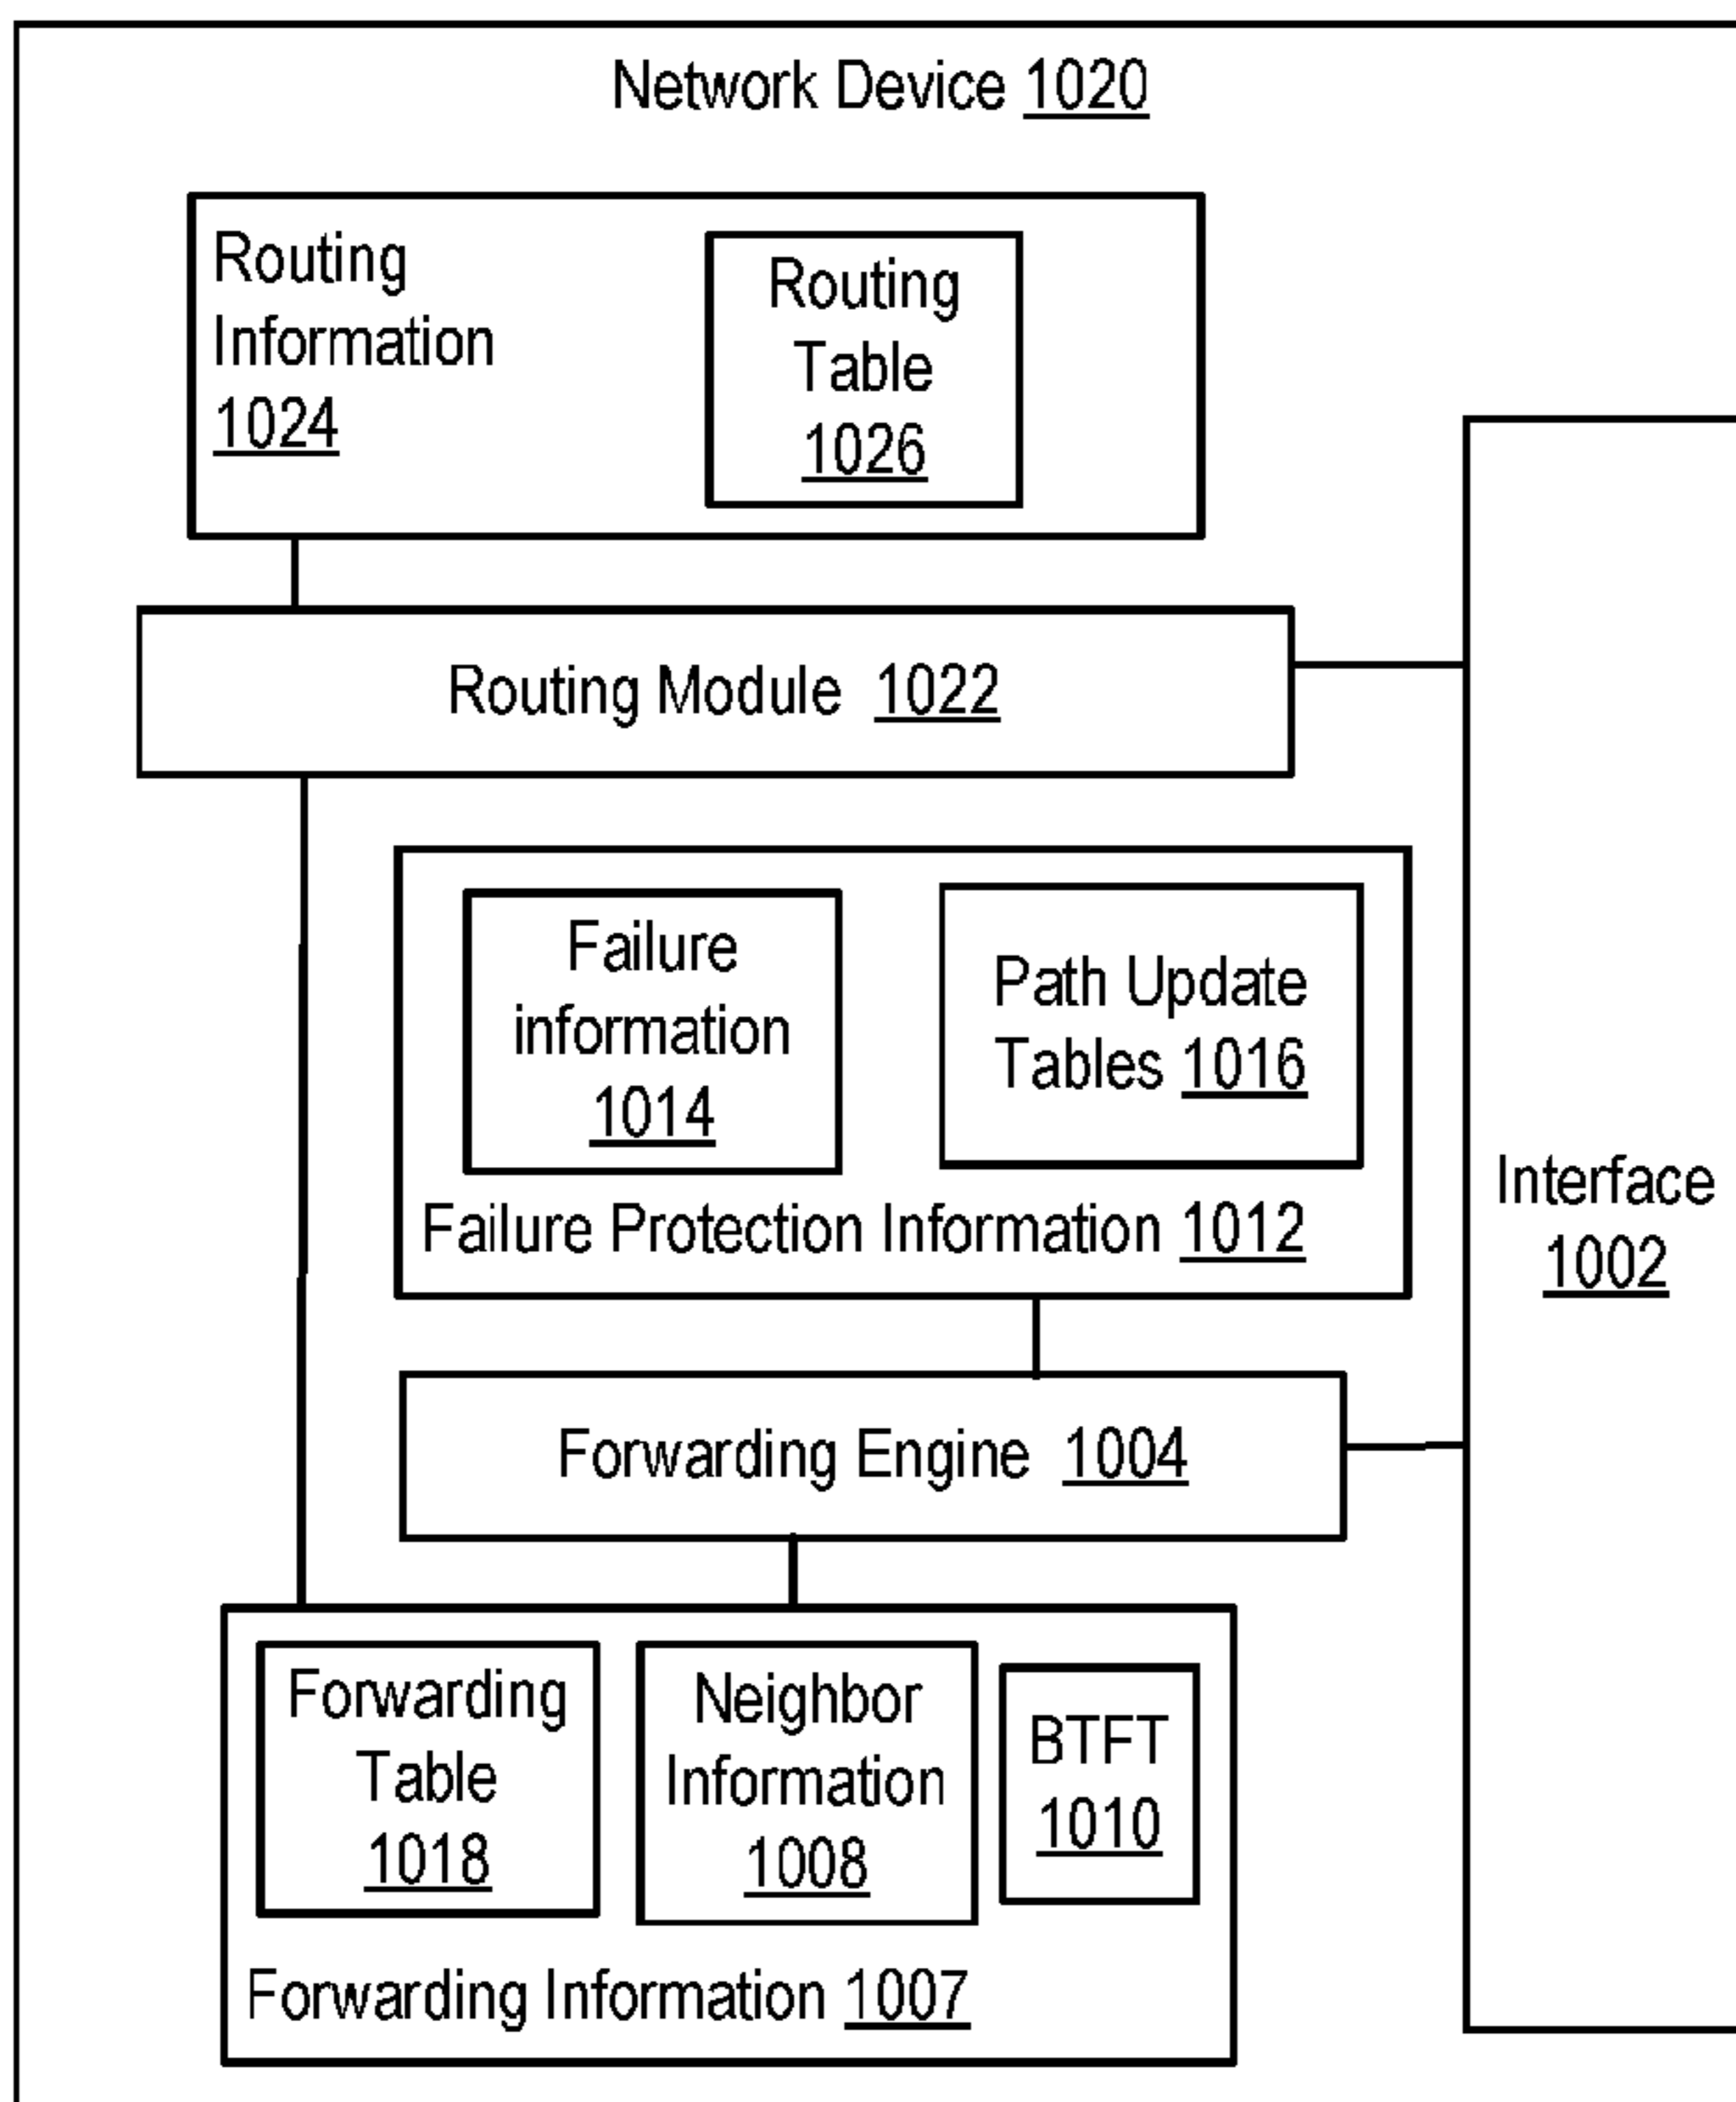 Network Device 1020
Routing
Information
1024
Routing
Table
1026
Routing Module 1022
Failure
information
1014
Path Update
Tables 1016
Failure Protection Information 1012
Interface
1002
Forwarding Engine 1004
Forwarding
Table
1018
Neighbor
Information
1008
BTFT
1010
Forwarding Information 1007